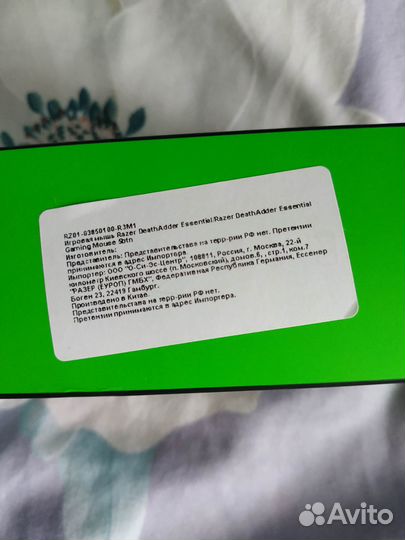 RZ01-03850100-R3M1
Игровая мышь Razer DeathAdder Essential/Razer DeathAdder Essential
Gaming Mouse 5btn
Изготовитель:
Представитель: Представительства на тер-рии РФ нет. Претензии
принимаются в адрес Импортера
Импортер: ООО "О-Си-Эс-Центр", 108811, Россия, г. Москва, 22-й
километр Киевского шоссе (п. Московский), домов.6, ,стр.1, ком.7
"РАЗЕР (ЕУРОП) ГМБХ", Федеративная Республика Германия, Ессенер
Боген 23, 22419 Гамбург.
Произведено в Китае.
Представительства на терр-рии РФ нет.
Претензии принимаются в адрес Импортера.
Avito